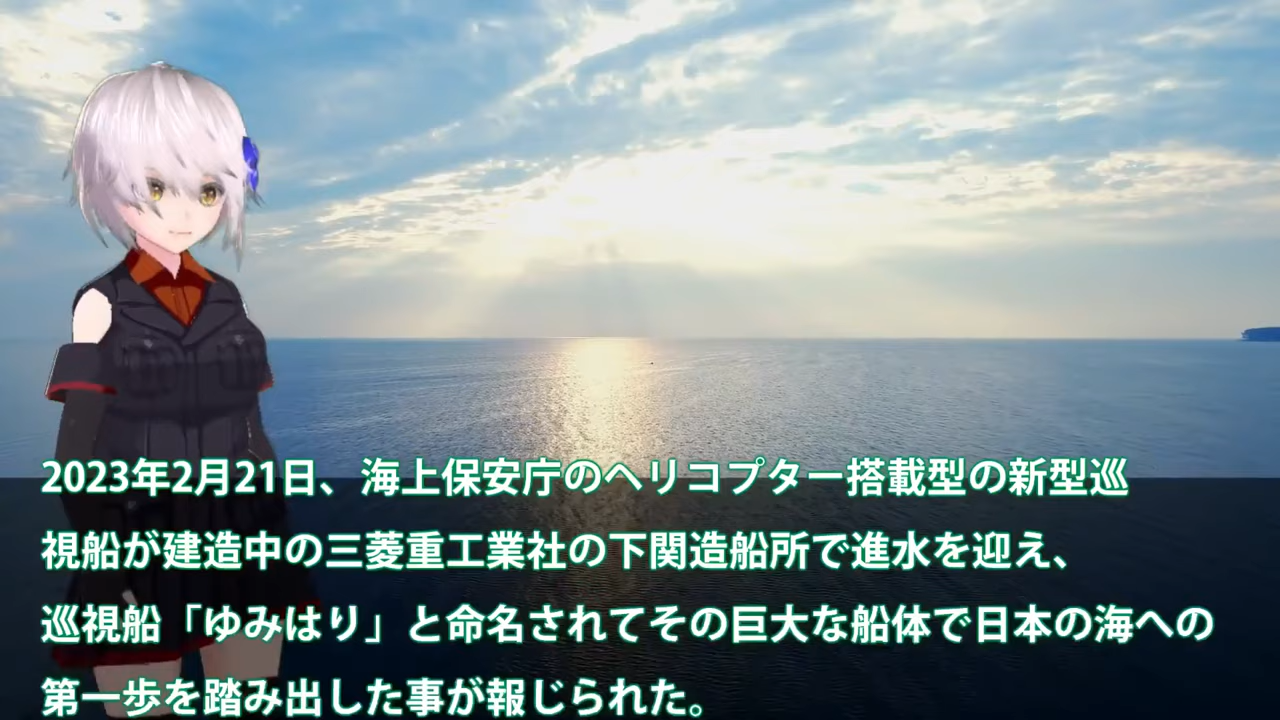 2023年2月21日、海上保安庁のヘリコプター搭載型の新型巡
視船が建造中の三菱重工業社の下関造船所で進水を迎え、
巡視船「ゆみはり」と命名されてその巨大な船体で日本の海への
第一歩を踏み出した事が報じられた。